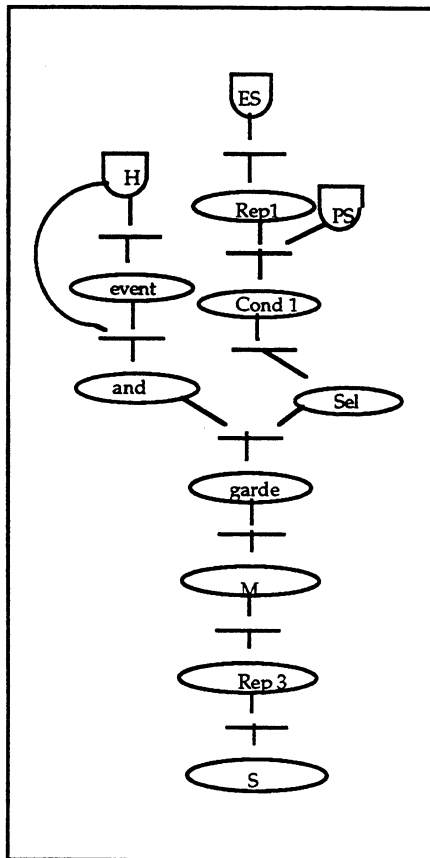 ES
H
Rep1
PS
event
Cond 1
and
Sel
garde
M
Rep 3
S